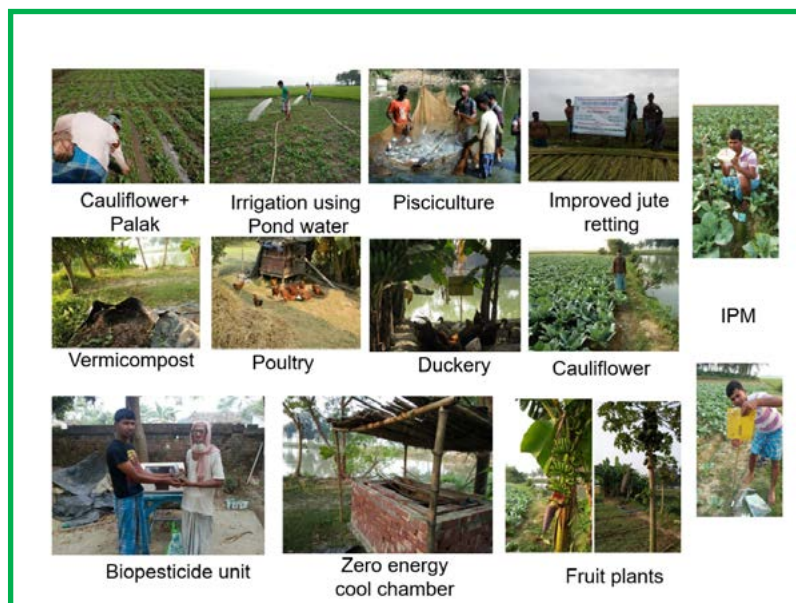 Cauliflower+
Palak
Irrigation using
Pond water
Pisciculture
Improved jute
retting
Vermicompost
Poultry
Duckery
Cauliflower
IPM
Biopesticide unit
Zero energy
cool chamber
Fruit plants